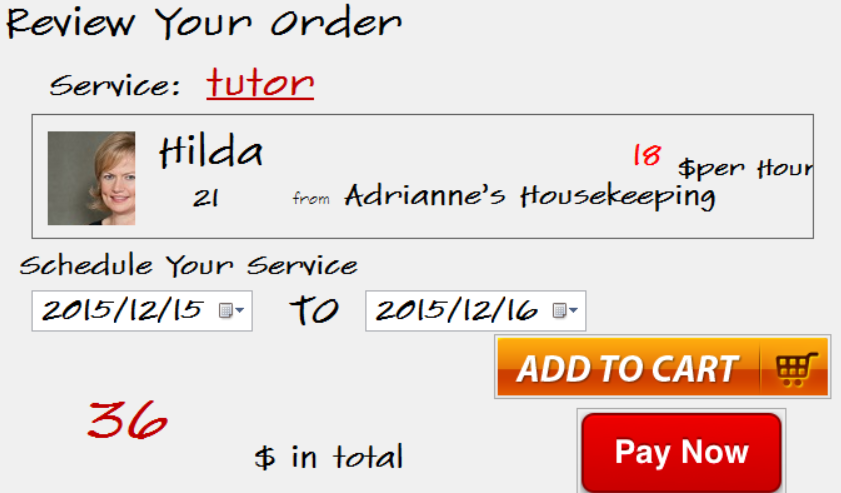 Review Your Order
Service: tutor
Hilda
18 $per Hour
21 from Adrianne's Housekeeping
Schedule Your Service
2015/12/15 TO 2015/12/16
ADD TO CART
36 $ in total
Pay Now